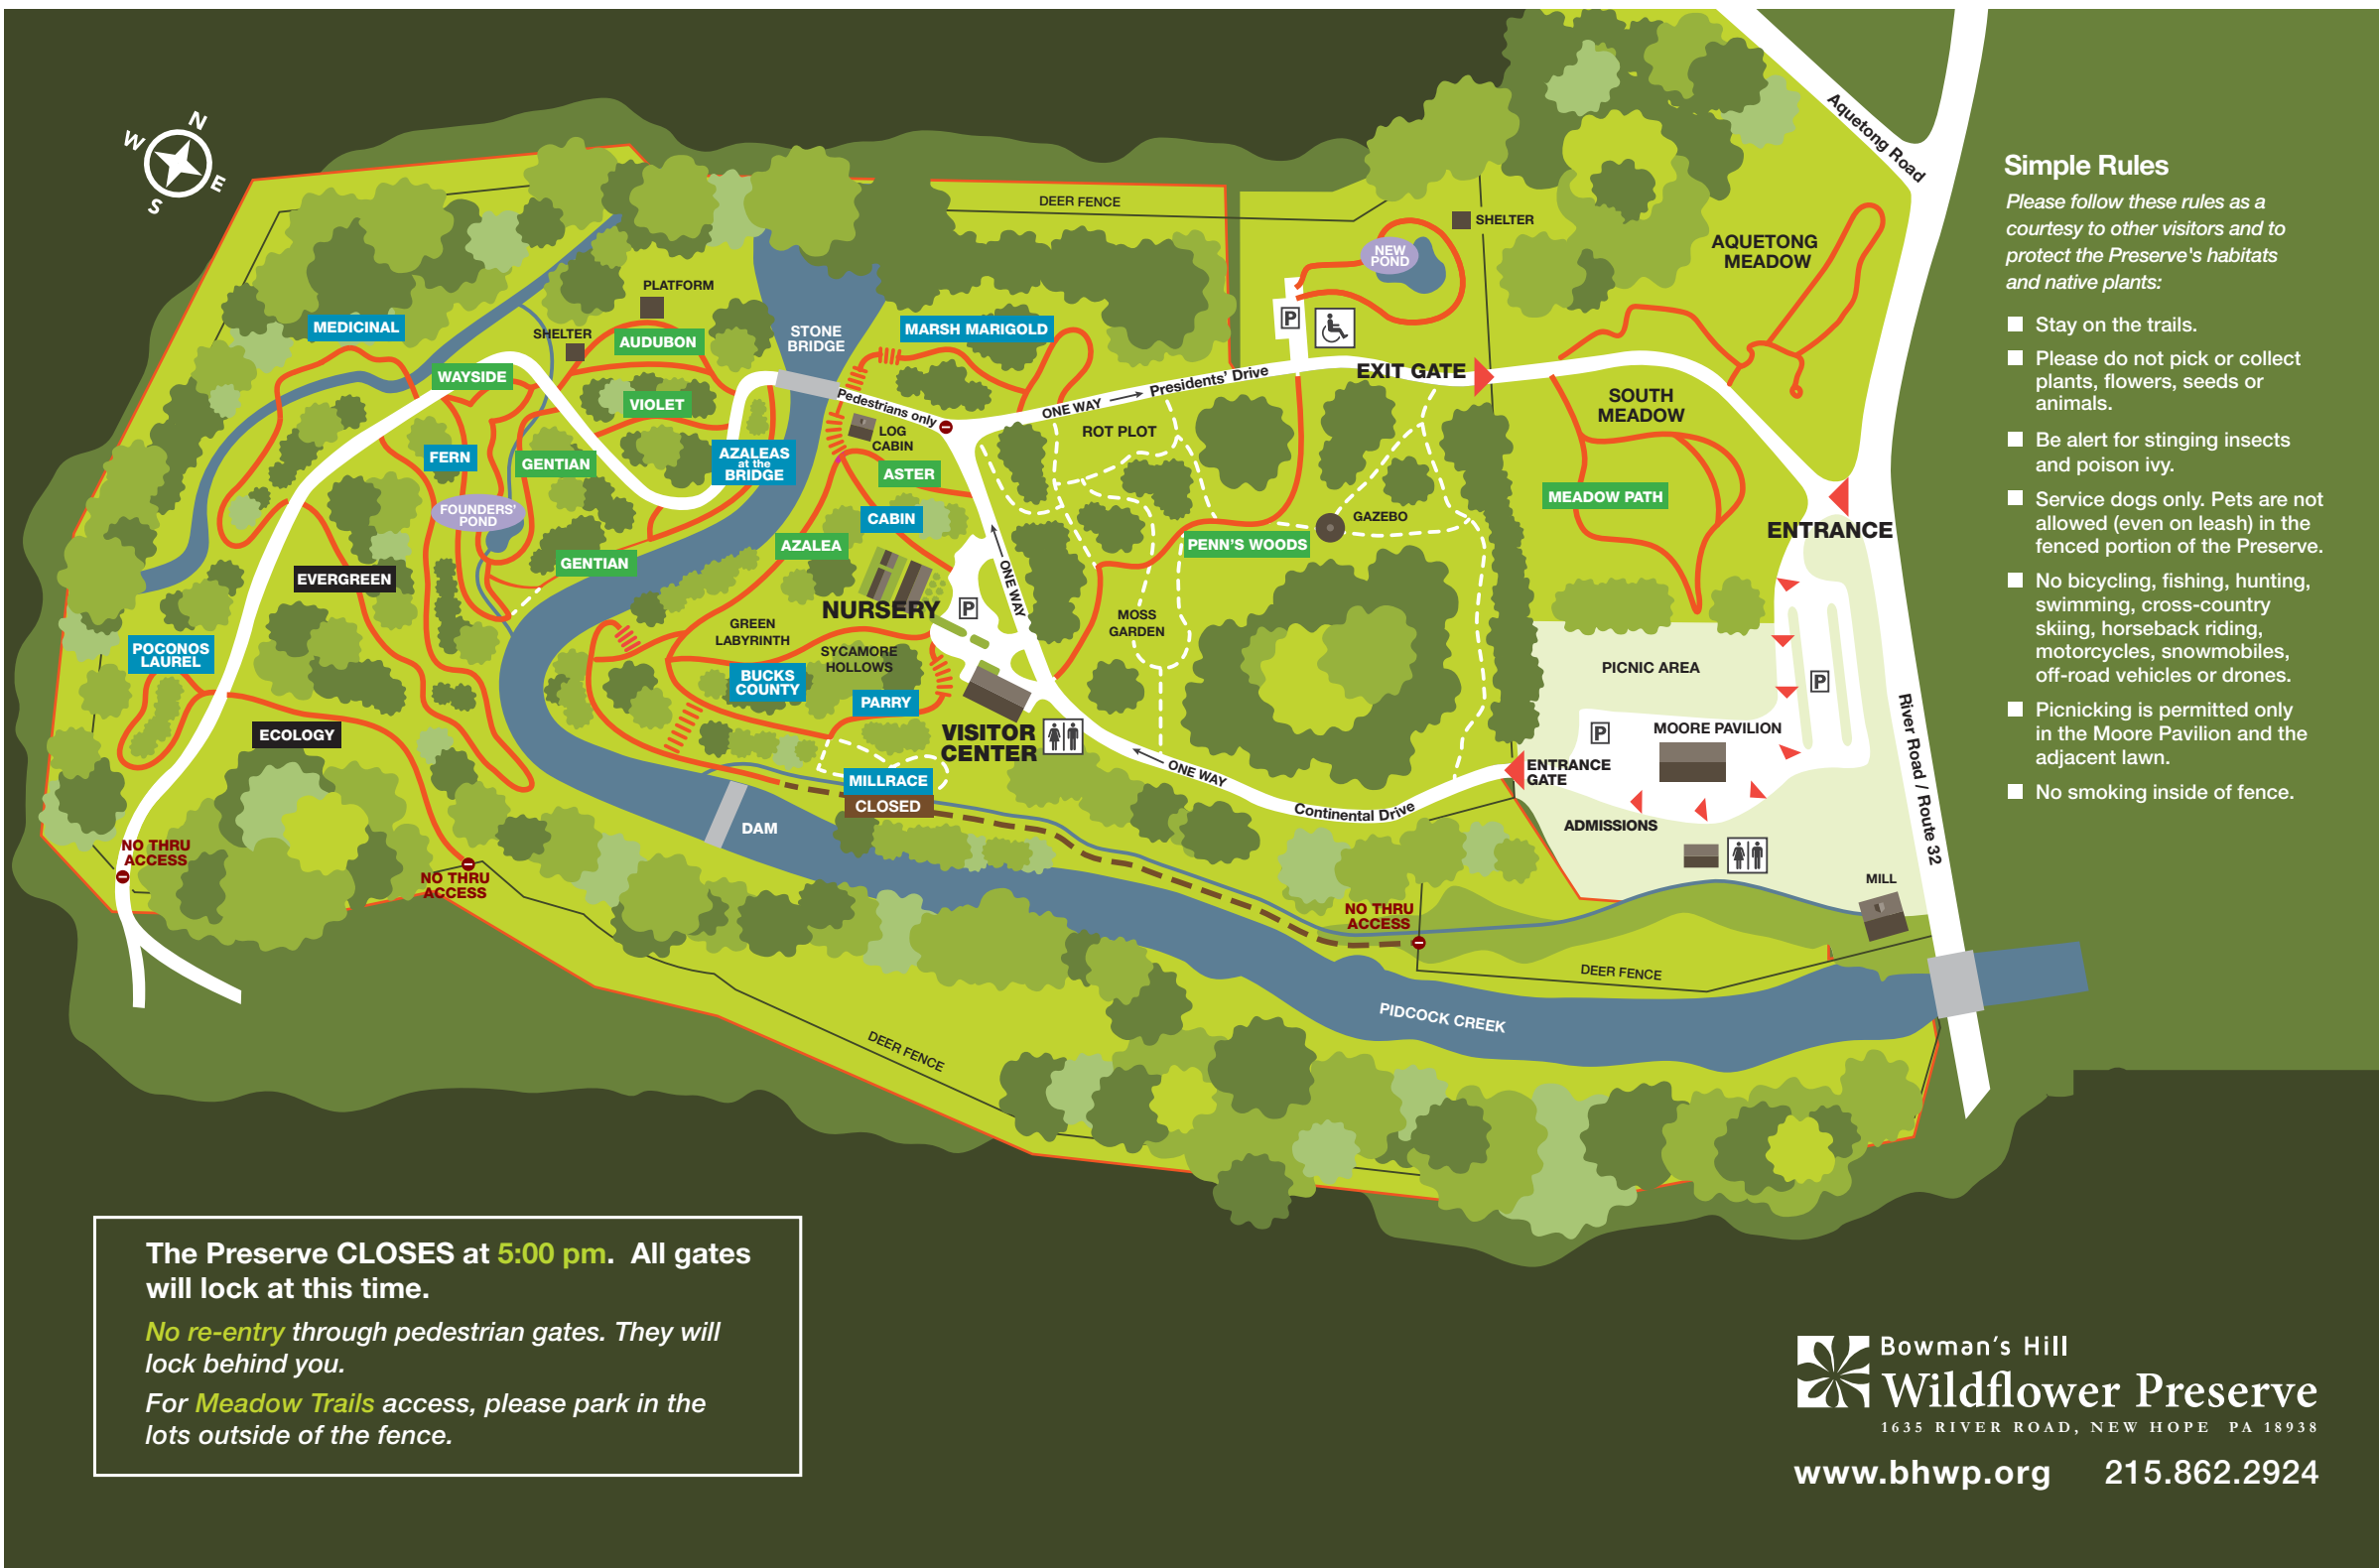 N
W
E
S
Aquetong Road
DEER FENCE
SHELTER
NEW
POND
AQUETONG
MEADOW
PLATFORM
SHELTER
MEDICINAL
AUDUBON
STONE
BRIDGE
MARSH MARIGOLD
P
WAYSIDE
EXIT GATE
Presidents' Drive
ONE WAY
VIOLET
Pedestrians only
SOUTH
MEADOW
LOG
CABIN
ROT PLOT
FERN
GENTIAN
AZALEAS
at the
BRIDGE
ASTER
MEADOW PATH
FOUNDERS'
POND
CABIN
GAZEBO
ENTRANCE
AZALEA
PENN'S WOODS
GENTIAN
EVERGREEN
ONE WAY
NURSERY
P
GREEN
LABYRINTH
MOSS
GARDEN
POCONOS
LAUREL
SYCAMORE
HOLLOWS
PICNIC AREA
P
BUCKS
COUNTY
PARRY
ECOLOGY
VISITOR
CENTER
P
MOORE PAVILION
River Road / Route 32
ONE WAY
ENTRANCE
GATE
MILLRACE
CLOSED
Continental Drive
DAM
ADMISSIONS
NO THRU
ACCESS
NO THRU
ACCESS
MILL
NO THRU
ACCESS
DEER FENCE
PIDCOCK CREEK
DEER FENCE
Simple Rules
Please follow these rules as a
courtesy to other visitors and to
protect the Preserve's habitats
and native plants:
Stay on the trails.
Please do not pick or collect
plants, flowers, seeds or
animals.
Be alert for stinging insects
and poison ivy.
Service dogs only. Pets are not
allowed (even on leash) in the
fenced portion of the Preserve.
No bicycling, fishing, hunting,
swimming, cross-country
skiing, horseback riding,
motorcycles, snowmobiles,
off-road vehicles or drones.
Picnicking is permitted only
in the Moore Pavilion and the
adjacent lawn.
No smoking inside of fence.
The Preserve CLOSES at 5:00 pm. All gates
will lock at this time.
No re-entry through pedestrian gates. They will
lock behind you.
For Meadow Trails access, please park in the
lots outside of the fence.
Bowman's Hill
Wildflower Preserve
1635 RIVER ROAD, NEW HOPE PA 18938
www.bhwp.org 215.862.2924